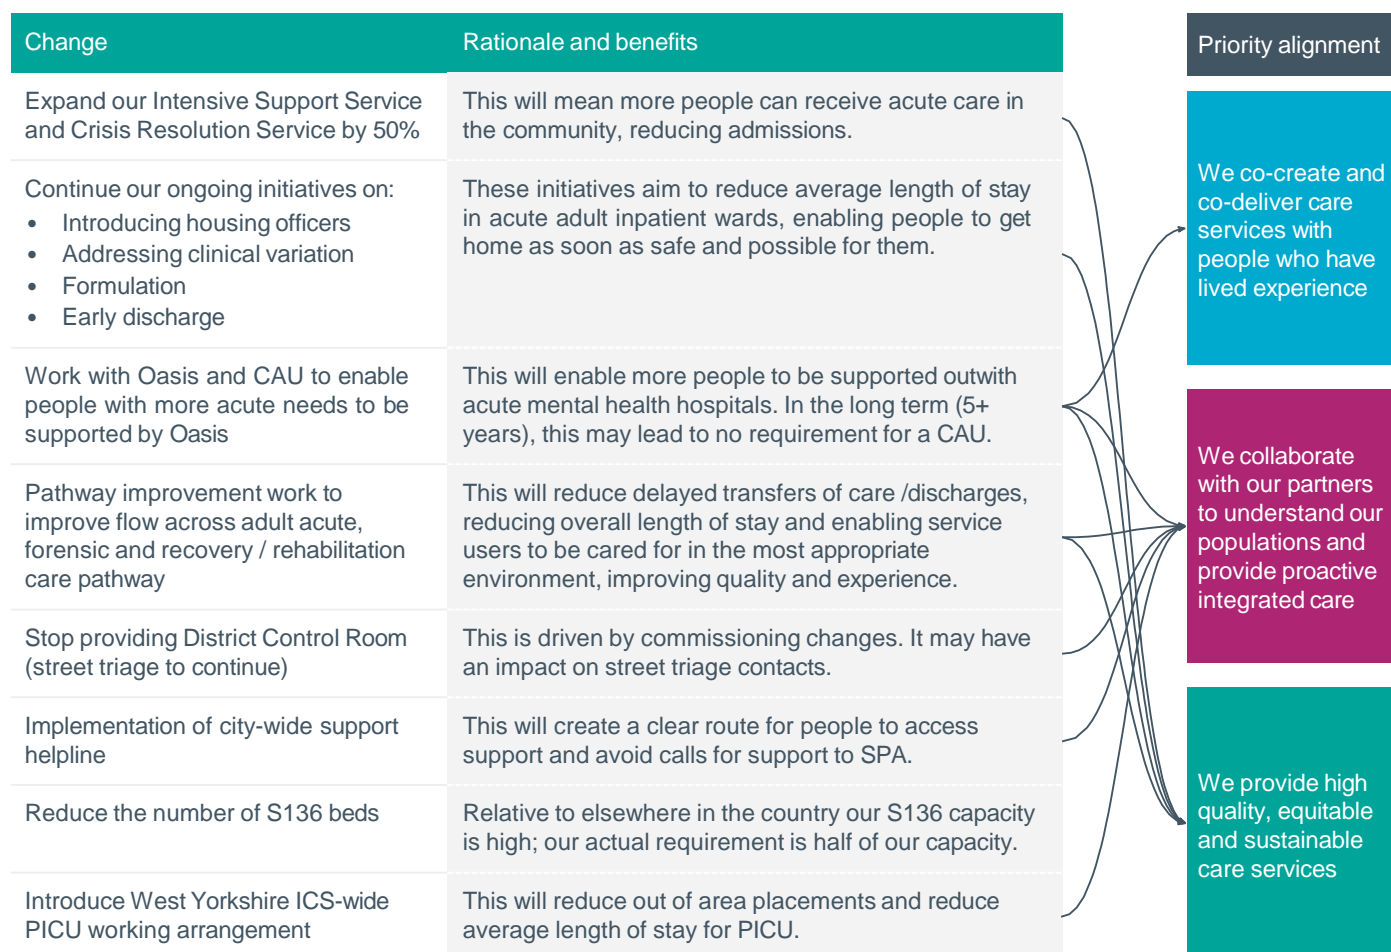 Change
Rationale and benefits
Priority alignment
Expand our Intensive Support Service
and Crisis Resolution Service by 50%
This will mean more people can receive acute care in
the community, reducing admissions.
Continue our ongoing initiatives on:
• Introducing housing officers
• Addressing clinical variation
• Formulation
• Early discharge
These initiatives aim to reduce average length of stay
in acute adult inpatient wards, enabling people to get
home as soon as safe and possible for them.
Work with Oasis and CAU to enable
people with more acute needs to be
supported by Oasis
This will enable more people to be supported outwith
acute mental health hospitals. In the long term (5+
years), this may lead to no requirement for a CAU.
Pathway improvement work to
improve flow across adult acute,
forensic and recovery / rehabilitation
care pathway
This will reduce delayed transfers of care /discharges,
reducing overall length of stay and enabling service
users to be cared for in the most appropriate
environment, improving quality and experience.
Stop providing District Control Room
(street triage to continue)
This is driven by commissioning changes. It may have
an impact on street triage contacts.
Implementation of city-wide support
helpline
This will create a clear route for people to access
support and avoid calls for support to SPA.
Reduce the number of S136 beds
Relative to elsewhere in the country our S136 capacity
is high; our actual requirement is half of our capacity.
Introduce West Yorkshire ICS-wide
PICU working arrangement
This will reduce out of area placements and reduce
average length of stay for PICU.
We co-create and
co-deliver care
services with
people who have
lived experience
We collaborate
with our partners
to understand our
populations and
provide proactive
integrated care
We provide high
quality, equitable
and sustainable
care services